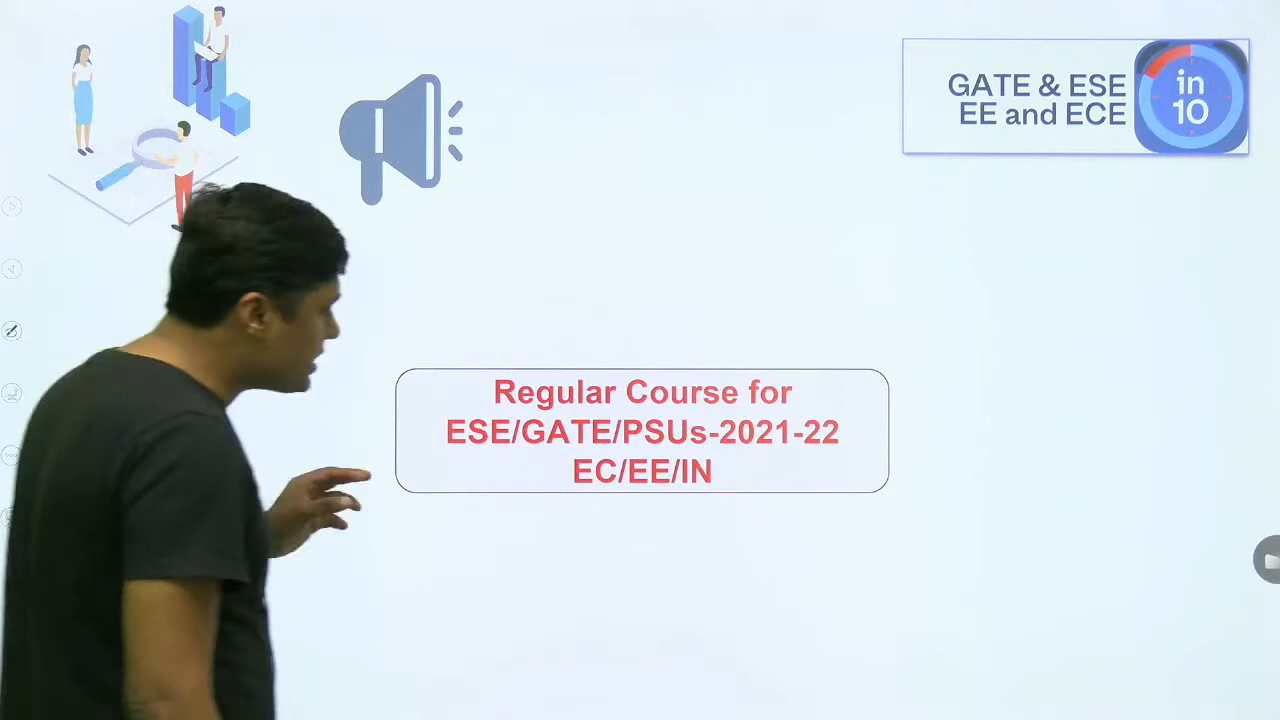 GATE & ESE
EE and ECE
in
10
Regular Course for
ESE/GATE/PSUs-2021-22
EC/EE/IN